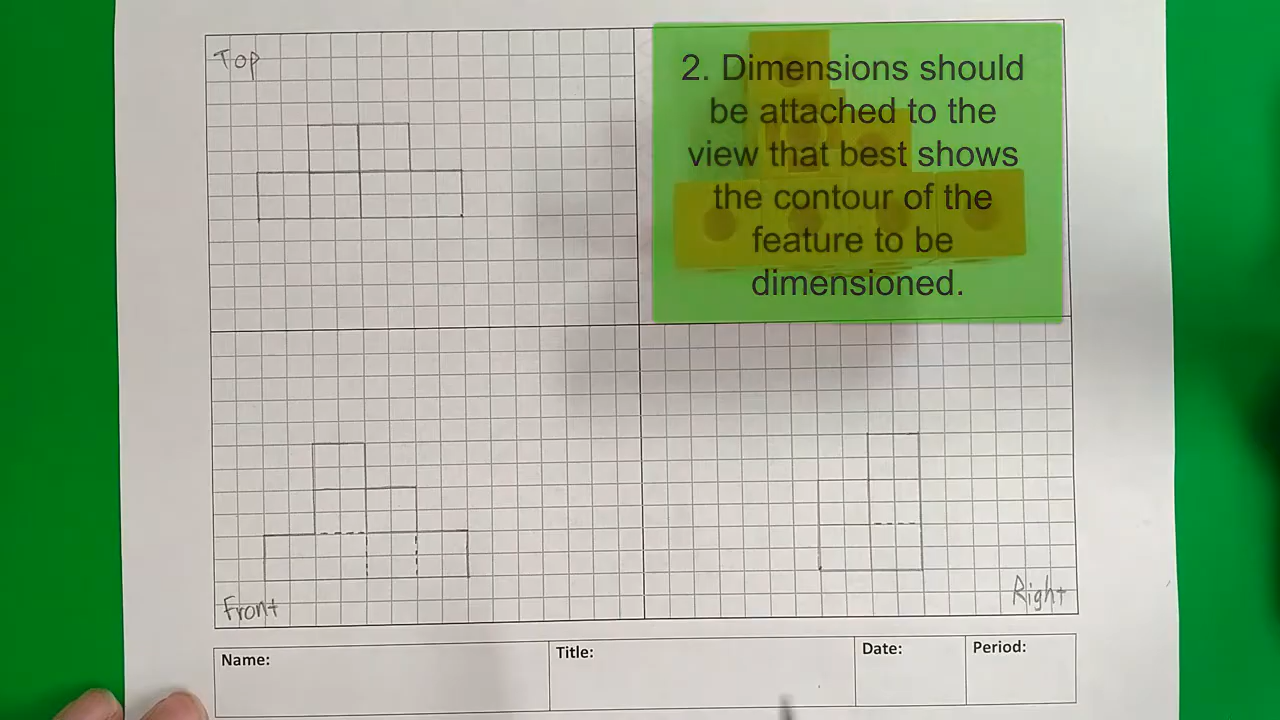 Top
2. Dimensions should
be attached to the
view that best shows
the contour of the
feature to be
dimensioned.
Front
Right
Name:
Title:
Date:
Period: